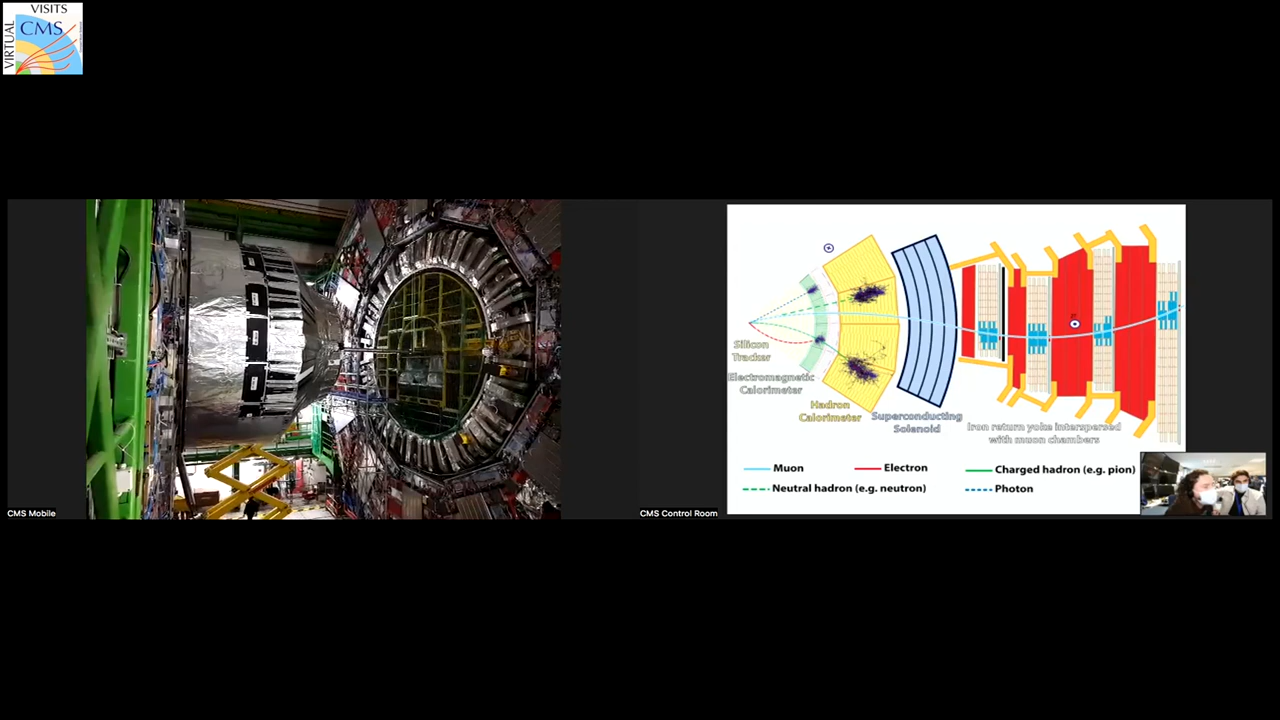 VISITS
CMS
VIRTUAL
CMS Mobile
Silicon
Tracker
Electromagnetic
Calorimeter
Hadron
Calorimeter
Superconducting
Solenoid
Iron return yoke interspersed
with muon chambers
Muon
Electron
Charged hadron (e.g. pion)
Neutral hadron (e.g. neutron)
Photon
CMS Control Room